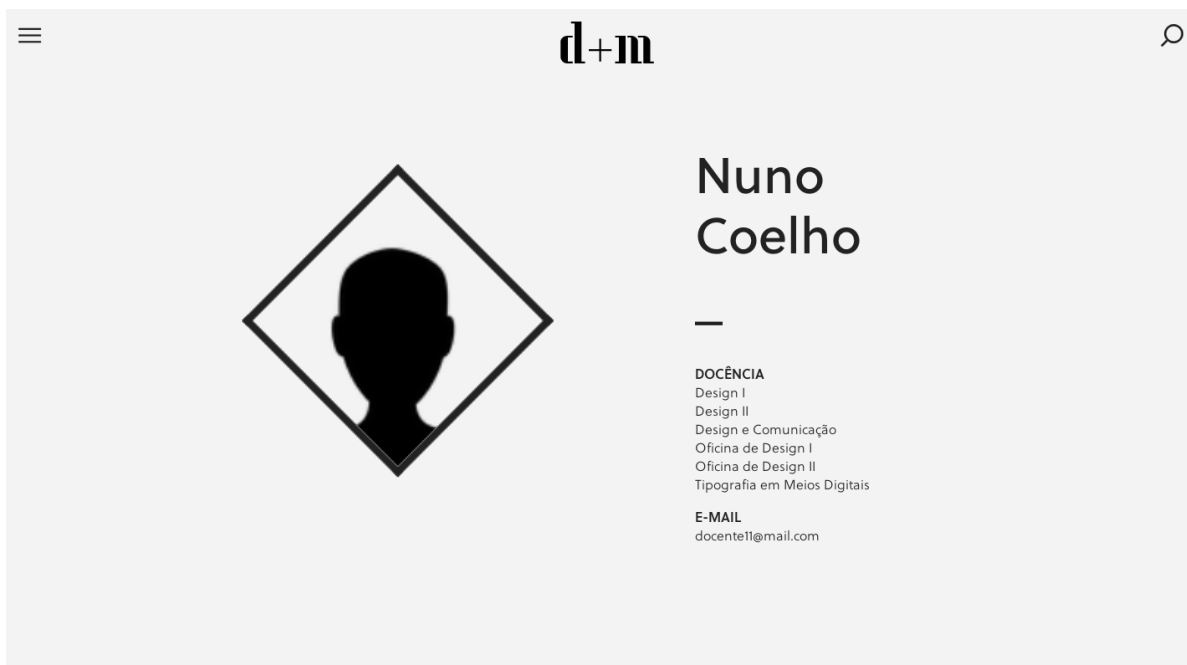 d+m
Nuno
Coelho
DOCÊNCIA
Design I
Design II
Design e Comunicação
Oficina de Design I
Oficina de Design II
Tipografia em Meios Digitais
E-MAIL
docente11@mail.com